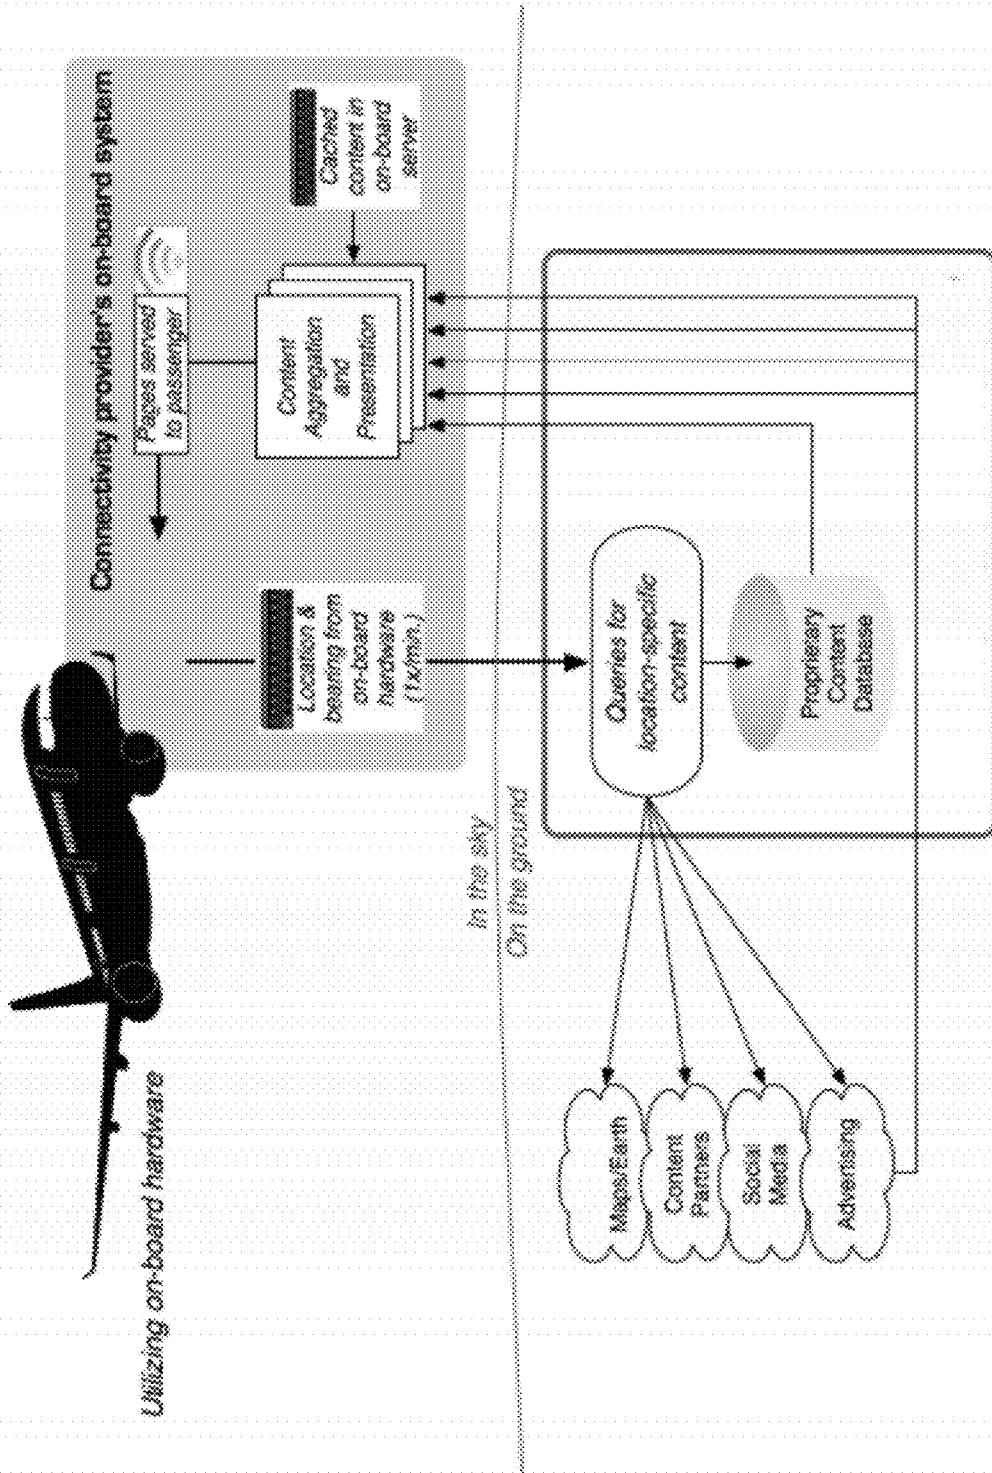 Utilizing on-board hardware
Connectivity provider's on-board system
Pages served
to passenger
Location &
bearing from
on-board
hardware
(1x/min.)
Content
Aggregation
and
Presentation
Cached
content in
on-board
server
In the sky
On the ground
Maps/Earth
Content
Partners
Social
Media
Advertising
Queries for
location-specific
content
Proprieary
Content
Database